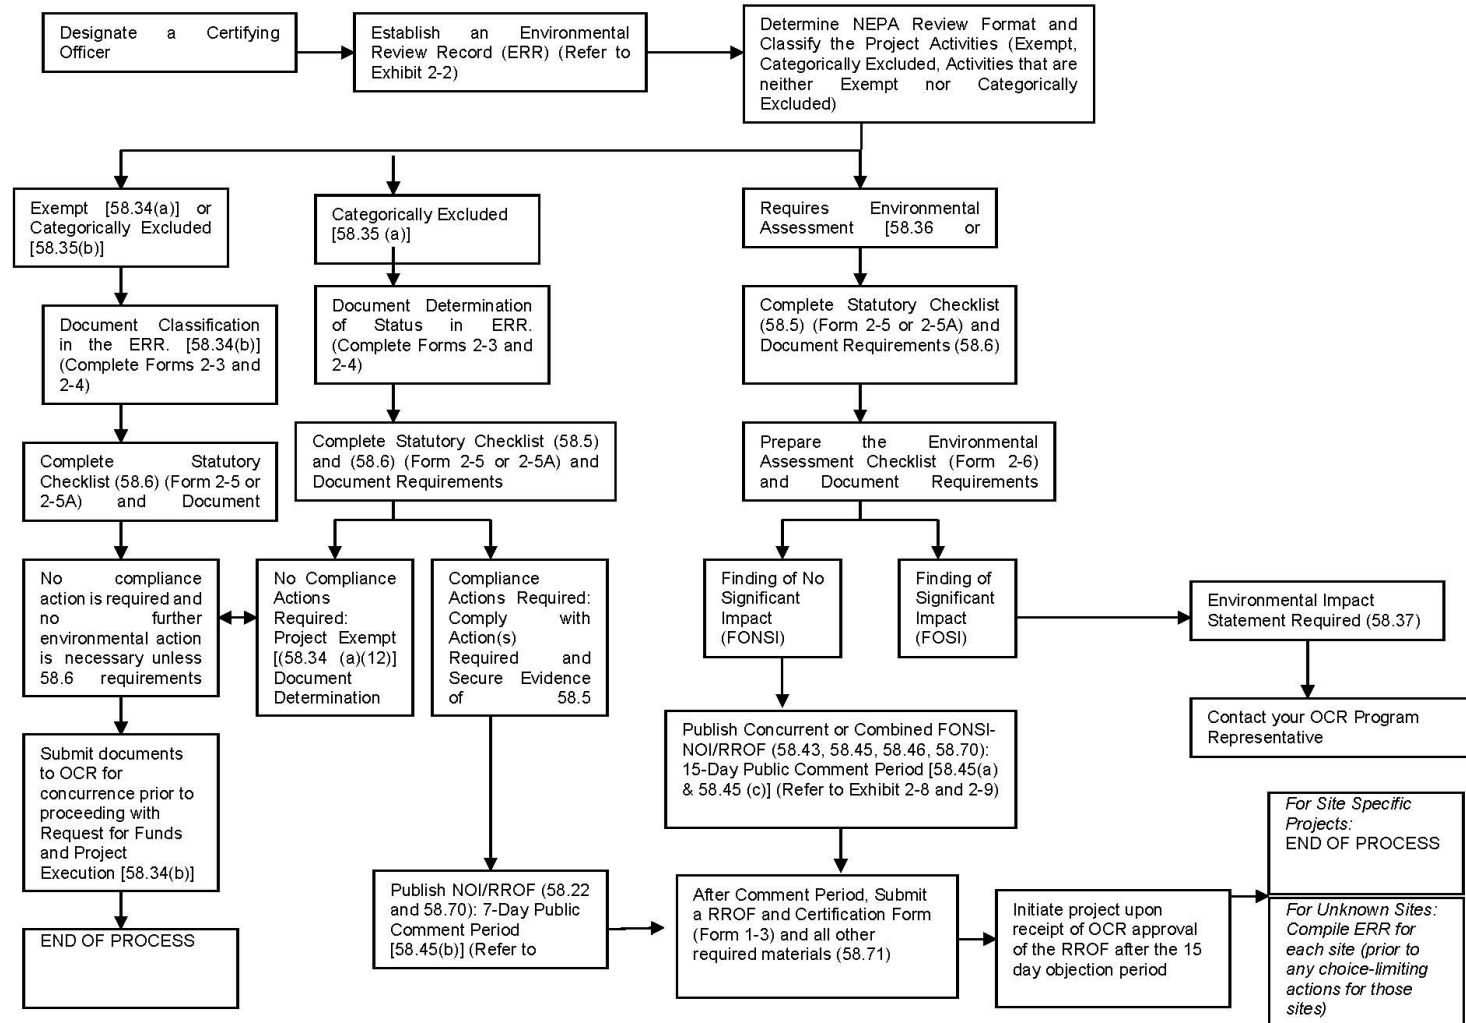 Designate a Certifying
Officer
Establish an Environmental
Review Record (ERR) (Refer to
Exhibit 2-2)
Determine NEPA Review Format and
Classify the Project Activities (Exempt,
Categorically Excluded, Activities that are
neither Exempt nor Categorically
Excluded)
Exempt [58.34(a)] or
Categorically Excluded
[58.35(b)]
Categorically Excluded
[58.35 (a)]
Requires Environmental
Assessment [58.36 or
Document Classification
in the ERR. [58.34(b)]
(Complete Forms 2-3 and
2-4)
Document Determination
of Status in ERR.
(Complete Forms 2-3 and
2-4)
Complete Statutory Checklist
(58.5) (Form 2-5 or 2-5A) and
Document Requirements (58.6)
Complete Statutory
Checklist (58.6) (Form 2-5 or
2-5A) and Document
Complete Statutory Checklist (58.5)
and (58.6) (Form 2-5 or 2-5A) and
Document Requirements
Prepare the Environmental
Assessment Checklist (Form 2-6)
and Document Requirements
No compliance
action is required and
no further
environmental action
is necessary unless
58.6 requirements
No Compliance
Actions
Required:
Project Exempt
[(58.34 (a)(12)]
Document
Determination
Compliance
Actions Required:
Comply with
Action(s)
Required and
Secure Evidence
of 58.5
Finding of No
Significant
Impact
(FONSI)
Finding of
Significant
Impact
(FOSI)
Environmental Impact
Statement Required (58.37)
Contact your OCR Program
Representative
Submit documents
to OCR for
concurrence prior to
proceeding with
Request for Funds
and Project
Execution [58.34(b)]
END OF PROCESS
Publish Concurrent or Combined FONSI-
NOI/RROF (58.43, 58.45, 58.46, 58.70):
15-Day Public Comment Period [58.45(a)
& 58.45 (c)] (Refer to Exhibit 2-8 and 2-9)
Publish NOI/RROF (58.22
and 58.70): 7-Day Public
Comment Period
[58.45(b)] (Refer to
After Comment Period, Submit
a RROF and Certification Form
(Form 1-3) and all other
required materials (58.71)
Initiate project upon
receipt of OCR approval
of the RROF after the 15
day objection period
For Site Specific
Projects:
END OF PROCESS
For Unknown Sites:
Compile ERR for
each site (prior to
any choice-limiting
actions for those
sites)